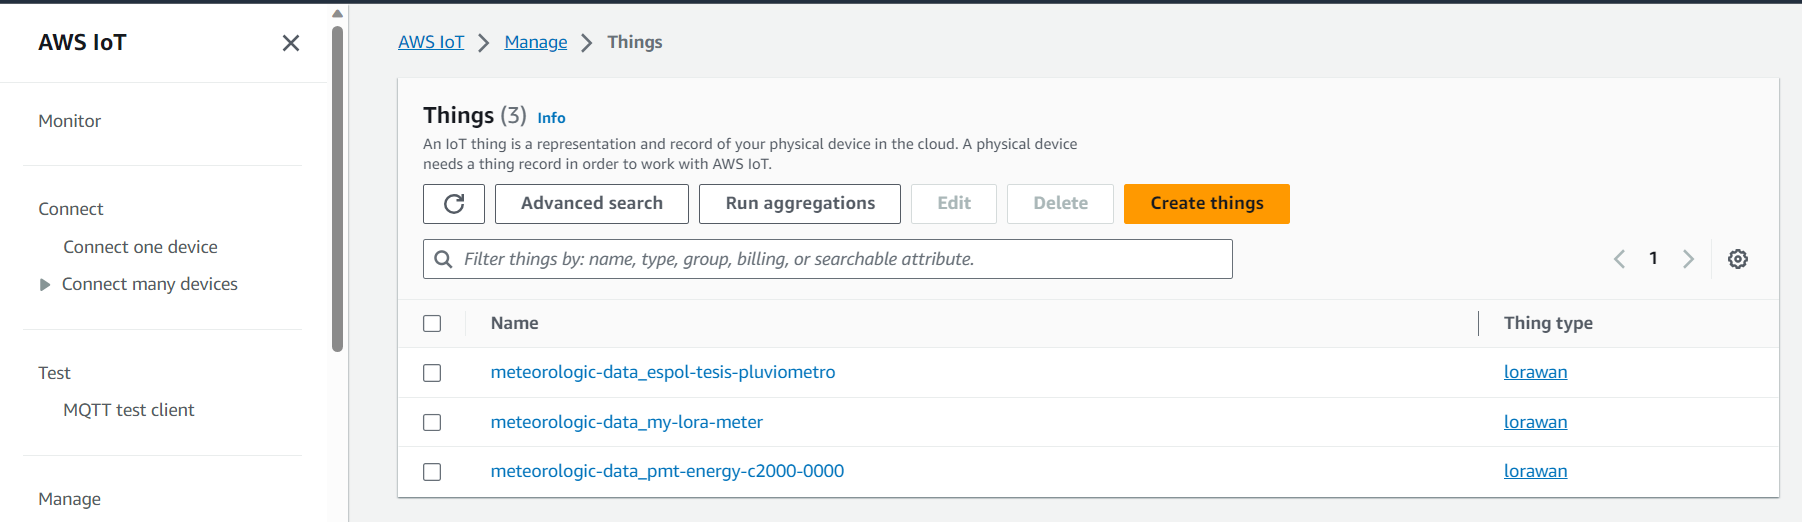 AWS IoT
Monitor
Connect
Connect one device
Connect many devices
Test
MQTT test client
Manage
AWS IoT > Manage > Things
Things (3) Info
An IoT thing is a representation and record of your physical device in the cloud. A physical device
needs a thing record in order to work with AWS IoT.
Advanced search Run aggregations Edit Delete Create things
Filter things by: name, type, group, billing, or searchable attribute.
1
Name Thing type
meteorologic-data_espol-tesis-pluviometro lorawan
meteorologic-data_my-lora-meter lorawan
meteorologic-data_pmt-energy-c2000-0000 lorawan